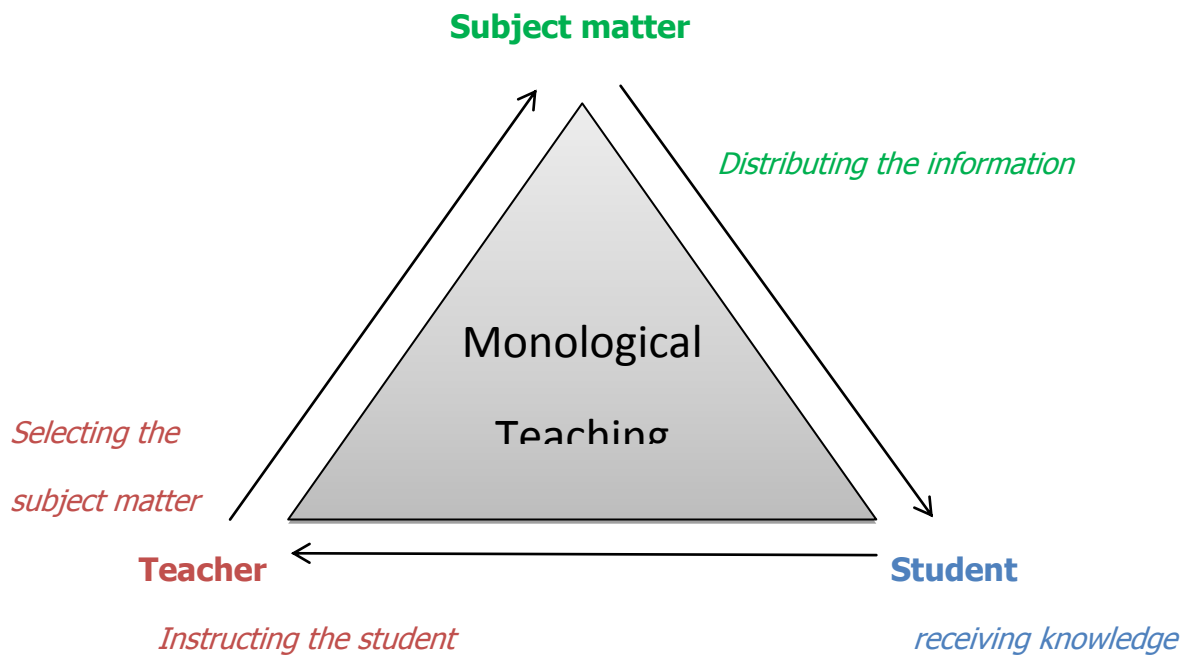 Subject matter
Distributing the information
Monological
Teaching
Selecting the
subject matter
Teacher
Student
Instructing the student
receiving knowledge